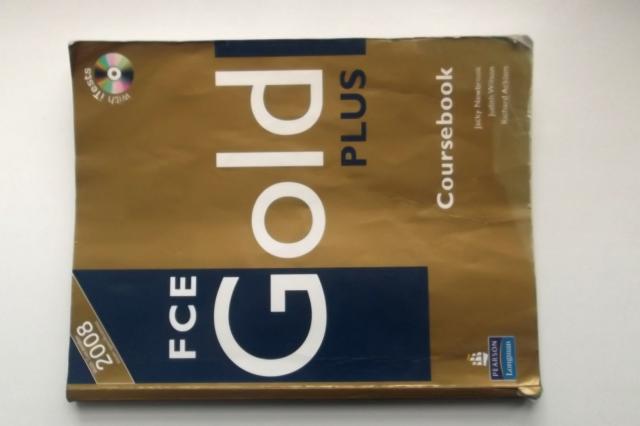 2008
with iTests
FCE
Gold
PLUS
Coursebook
Jacky Newbrook
Judith Wilson
Richard Acklam
PEARSON
Longman